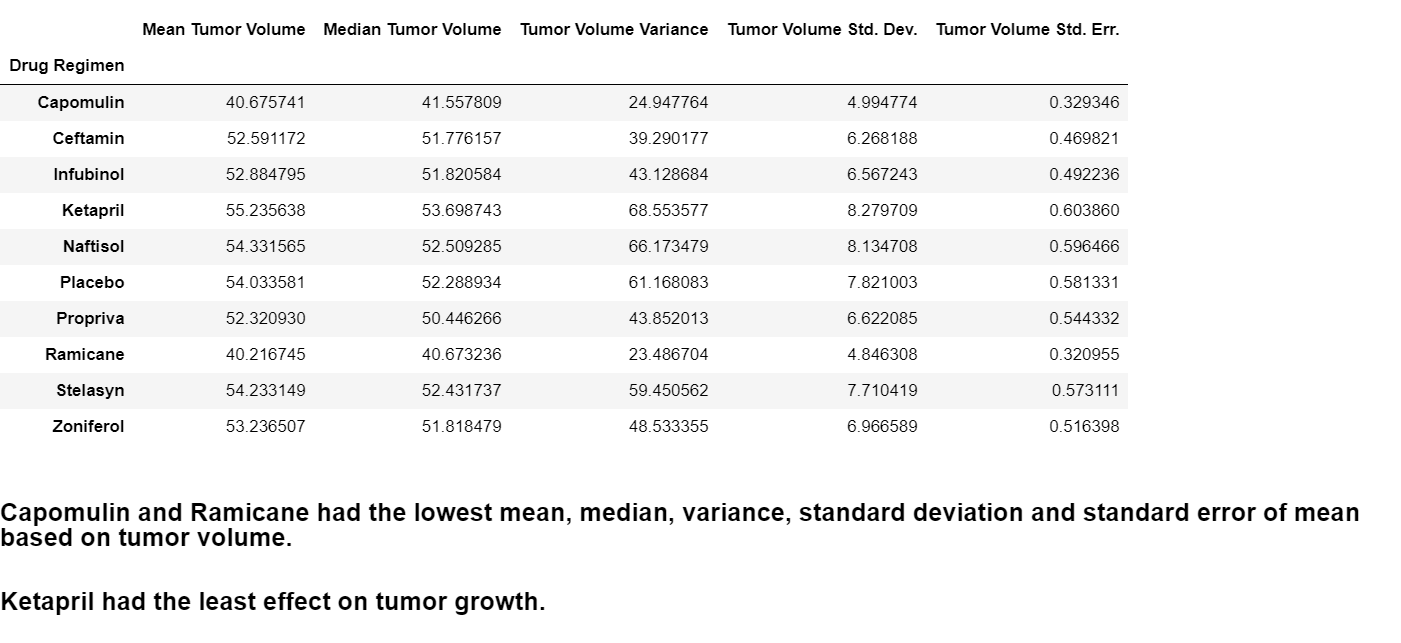 Mean Tumor Volume Median Tumor Volume Tumor Volume Variance Tumor Volume Std. Dev. Tumor Volume Std. Err.
Drug Regimen
Capomulin 40.675741 41.557809 24.947764 4.994774 0.329346
Ceftamin 52.591172 51.776157 39.290177 6.268188 0.469821
Infubinol 52.884795 51.820584 43.128684 6.567243 0.492236
Ketapril 55.235638 53.698743 68.553577 8.279709 0.603860
Naftisol 54.331565 52.509285 66.173479 8.134708 0.596466
Placebo 54.033581 52.288934 61.168083 7.821003 0.581331
Propriva 52.320930 50.446266 43.852013 6.622085 0.544332
Ramicane 40.216745 40.673236 23.486704 4.846308 0.320955
Stelasyn 54.233149 52.431737 59.450562 7.710419 0.573111
Zoniferol 53.236507 51.818479 48.533355 6.966589 0.516398
Capomulin and Ramicane had the lowest mean, median, variance, standard deviation and standard error of mean
based on tumor volume.
Ketapril had the least effect on tumor growth.